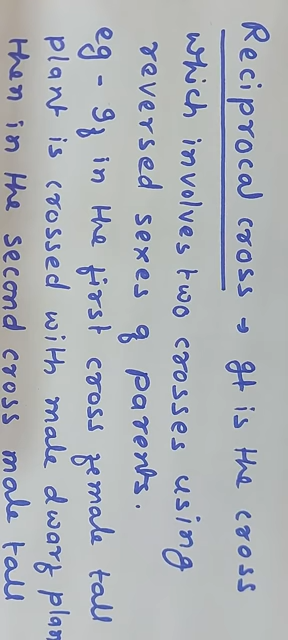 Reciprocal cross → It is the cross
which involves two crosses using
reversed sexes of parents.
eg - If in the first cross female tall
plant is crossed with male dwarf plan
then in the second cross male tall